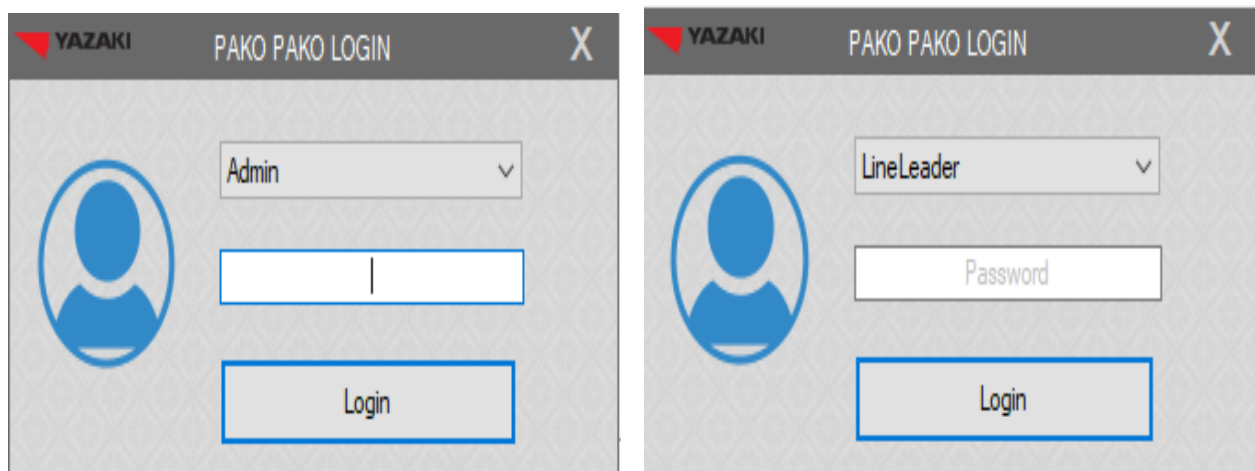 YAZAKI PAKO PAKO LOGIN X
Admin
Login
YAZAKI PAKO PAKO LOGIN X
LineLeader
Password
Login